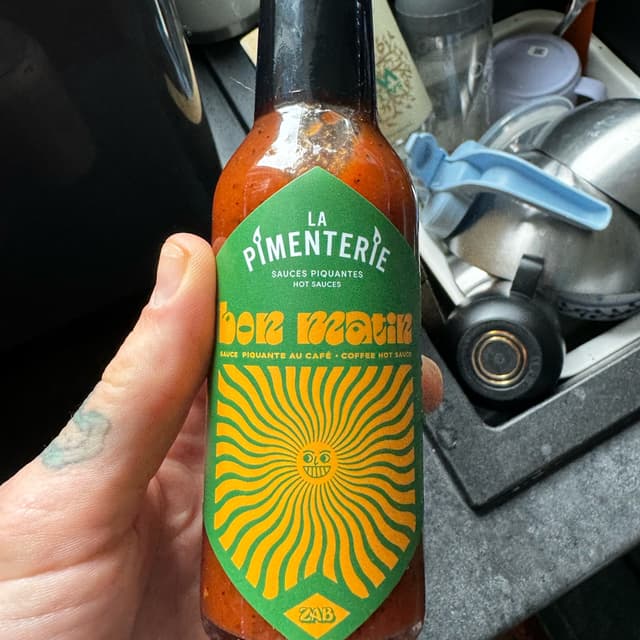 LA
PIMENTERIE
SAUCES PIQUANTES
HOT SAUCES
bon matin
SAUCE PIQUANTE AU CAFÉ • COFFEE HOT SAUCE
ZAB